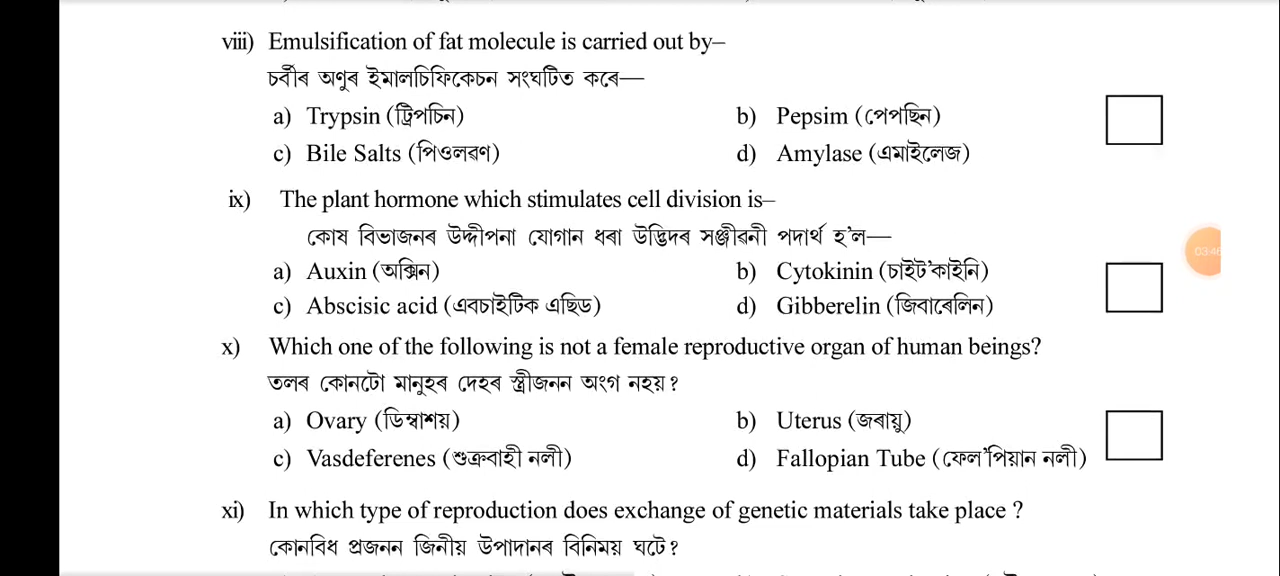 viii) Emulsification of fat molecule is carried out by–
চৰ্বীৰ অণুৰ ইমালচিফিকেচন সংঘটিত কৰে—
a) Trypsin (ট্ৰিপচিন)
b) Pepsim (পেপছিন)
c) Bile Salts (পিওলৱণ)
d) Amylase (এমাইলেজ)
ix) The plant hormone which stimulates cell division is–
কোষ বিভাজনৰ উদ্দীপনা যোগান ধৰা উদ্ভিদৰ সঞ্জীৱনী পদাৰ্থ হ'ল—
a) Auxin (অক্সিন)
b) Cytokinin (চাইট'কাইনি)
c) Abscisic acid (এবচাইটিক এছিড)
d) Gibberelin (জিবাৰেলিন)
x) Which one of the following is not a female reproductive organ of human beings?
তলৰ কোনটো মানুহৰ দেহৰ স্ত্ৰীজনন অংগ নহয়?
a) Ovary (ডিম্বাশয়)
b) Uterus (জৰায়ু)
c) Vasdeferenes (শুক্ৰবাহী নলী)
d) Fallopian Tube (ফেল'পিয়ান নলী)
xi) In which type of reproduction does exchange of genetic materials take place ?
কোনবিধ প্ৰজনন জিনীয় উপাদানৰ বিনিময় ঘটে?
03:46